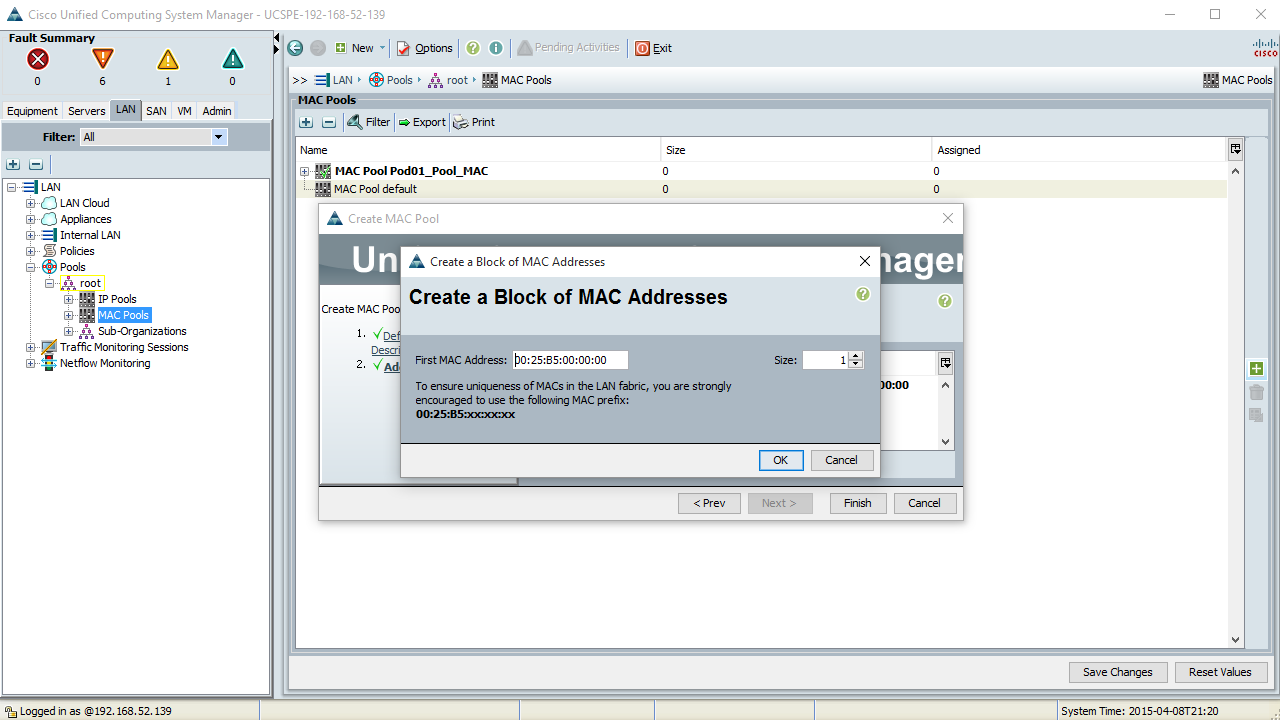 Cisco Unified Computing System Manager - UCSPE-192-168-52-139
Fault Summary
0 6 1 0
Equipment Servers LAN SAN VM Admin
Filter: All
LAN
LAN Cloud
Appliances
Internal LAN
Policies
Pools
root
IP Pools
MAC Pools
Sub-Organizations
Traffic Monitoring Sessions
Netflow Monitoring
New Options ? i Pending Activities Exit
CISCO
>> LAN Pools root MAC Pools MAC Pools
MAC Pools
Filter Export Print
Name Size Assigned
MAC Pool Pod01_Pool_MAC 0 0
MAC Pool default 0 0
Create MAC Pool
Un nager
Create MAC Poo
1. Def
Descri
2. Add
00:00
Create a Block of MAC Addresses
Create a Block of MAC Addresses
First MAC Address: 00:25:B5:00:00:00 Size: 1
To ensure uniqueness of MACs in the LAN fabric, you are strongly
encouraged to use the following MAC prefix:
00:25:B5:xx:xx:xx
OK Cancel
< Prev Next > Finish Cancel
Save Changes Reset Values
Logged in as @192.168.52.139 System Time: 2015-04-08T21:20